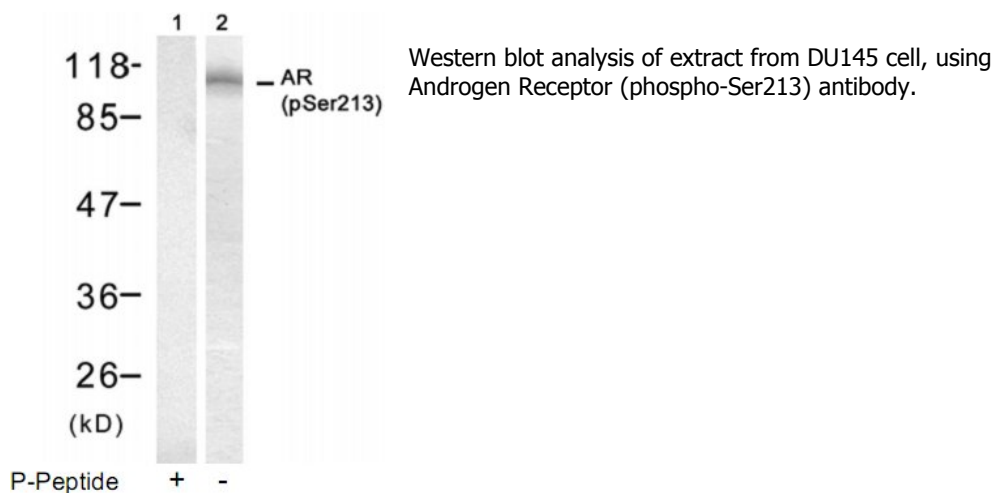 1 2
118-
85-
47-
36-
26-
(kD)
P-Peptide + -
AR
(pSer213)
Western blot analysis of extract from DU145 cell, using
Androgen Receptor (phospho-Ser213) antibody.